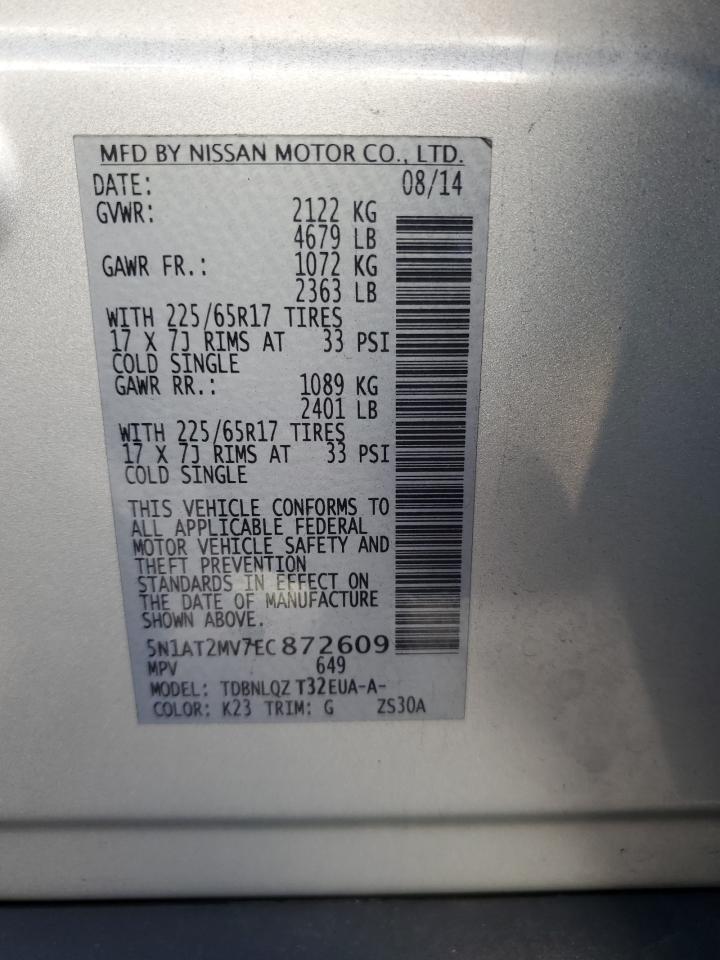 MFD BY NISSAN MOTOR CO., LTD.
DATE: 08/14
GVWR: 2122 KG
4679 LB
GAWR FR.: 1072 KG
2363 LB
WITH 225/65R17 TIRES
17 X 7J RIMS AT 33 PSI
COLD SINGLE
GAWR RR.: 1089 KG
2401 LB
WITH 225/65R17 TIRES
17 X 7J RIMS AT 33 PSI
COLD SINGLE
THIS VEHICLE CONFORMS TO
ALL APPLICABLE FEDERAL
MOTOR VEHICLE SAFETY AND
THEFT PREVENTION
STANDARDS IN EFFECT ON
THE DATE OF MANUFACTURE
SHOWN ABOVE.
5N1AT2MV7EC872609
MPV 649
MODEL: TDBNLQZ T32EUA-A-
COLOR: K23 TRIM: G ZS30A